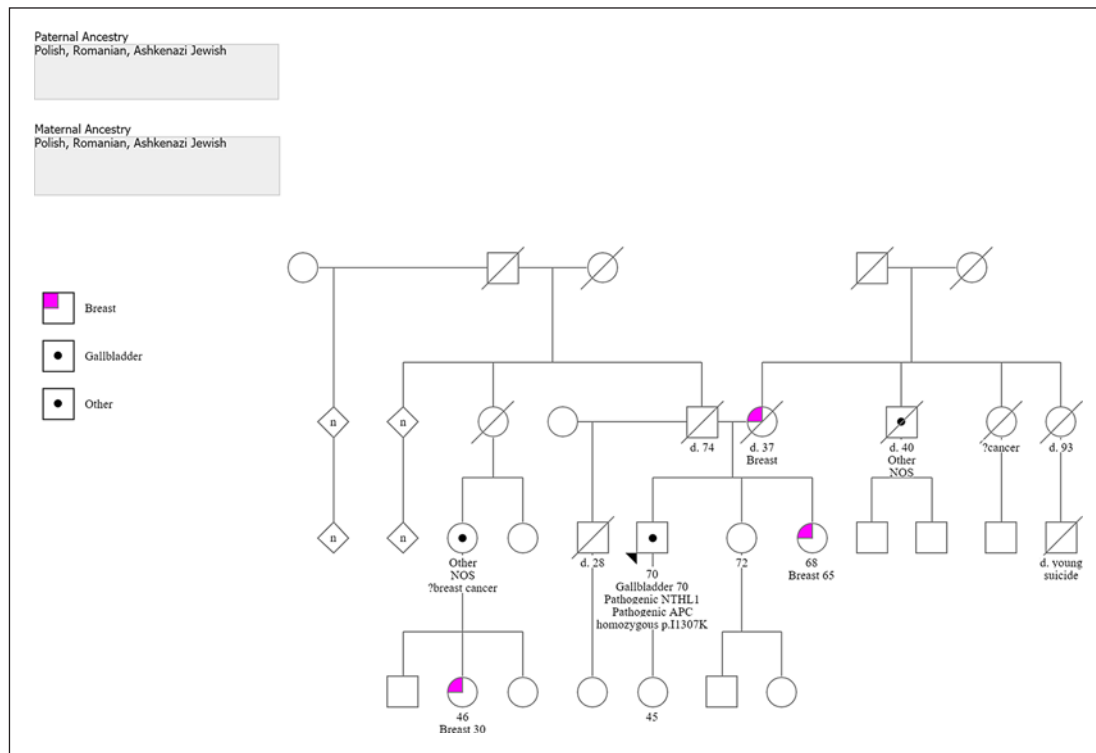 Paternal Ancestry
Polish, Romanian, Ashkenazi Jewish
Maternal Ancestry
Polish, Romanian, Ashkenazi Jewish
Breast
Gallbladder
Other
n
n
d. 74
d. 37
Breast
d. 40
Other
NOS
?cancer
d. 93
n
n
Other
NOS
?breast cancer
d. 28
70
Gallbladder 70
Pathogenic NTHL1
Pathogenic APC
homozygous p.I1307K
72
68
Breast 65
d. young
suicide
46
Breast 30
45